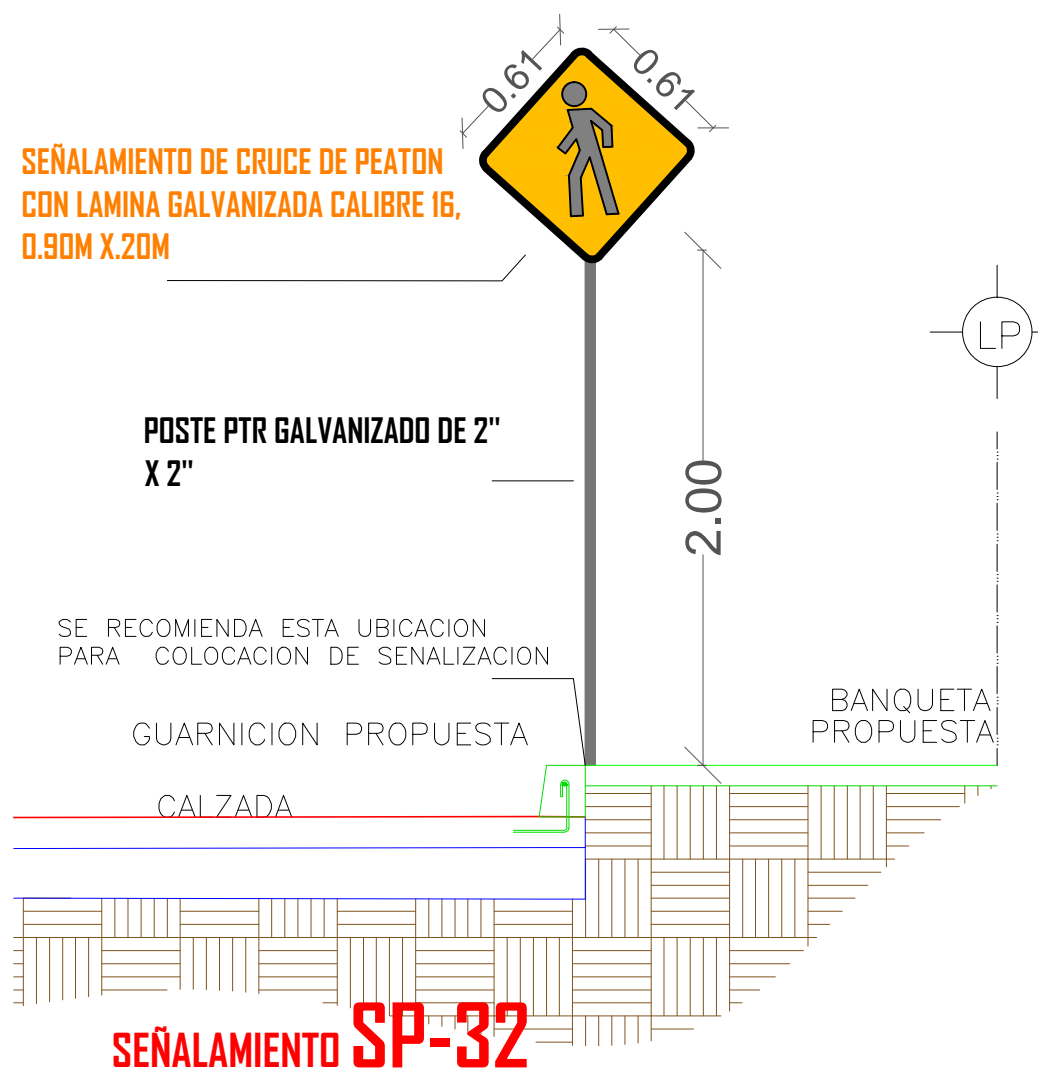 0.61
0.61
SEÑALAMIENTO DE CRUCE DE PEATON
CON LAMINA GALVANIZADA CALIBRE 16,
0.90M X.20M
LP
POSTE PTR GALVANIZADO DE 2"
X 2"
2.00
SE RECOMIENDA ESTA UBICACION
PARA COLOCACION DE SENALIZACION
BANQUETA
PROPUESTA
GUARNICION PROPUESTA
CALZADA
SEÑALAMIENTO SP-32